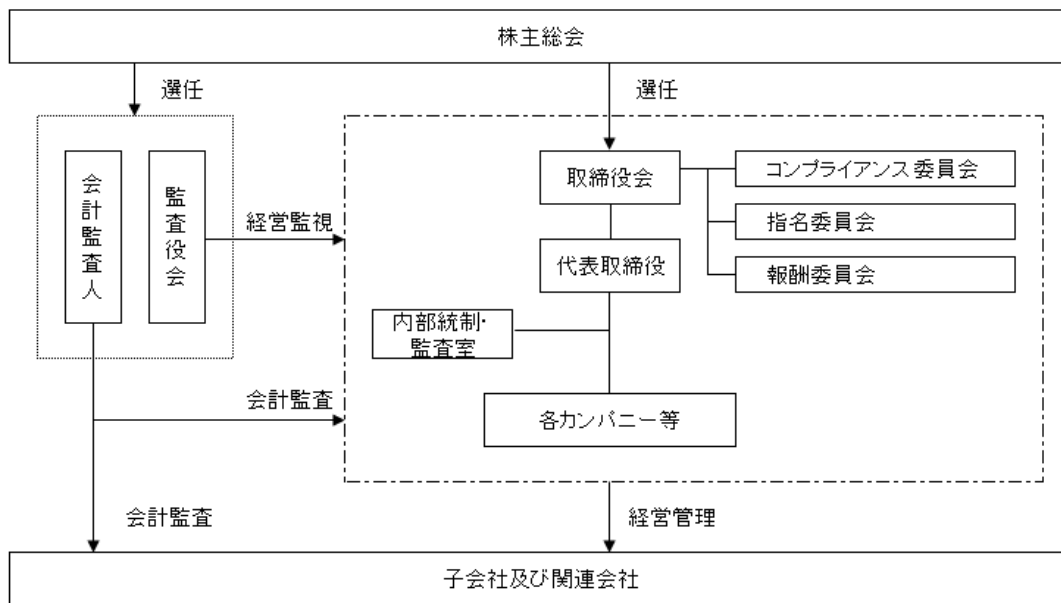 株主総会
選任
選任
会計監査人
監査役会
経営監視
取締役会
コンプライアンス委員会
指名委員会
代表取締役
報酬委員会
内部統制・
監査室
会計監査
各カンパニー等
会計監査
経営管理
子会社及び関連会社